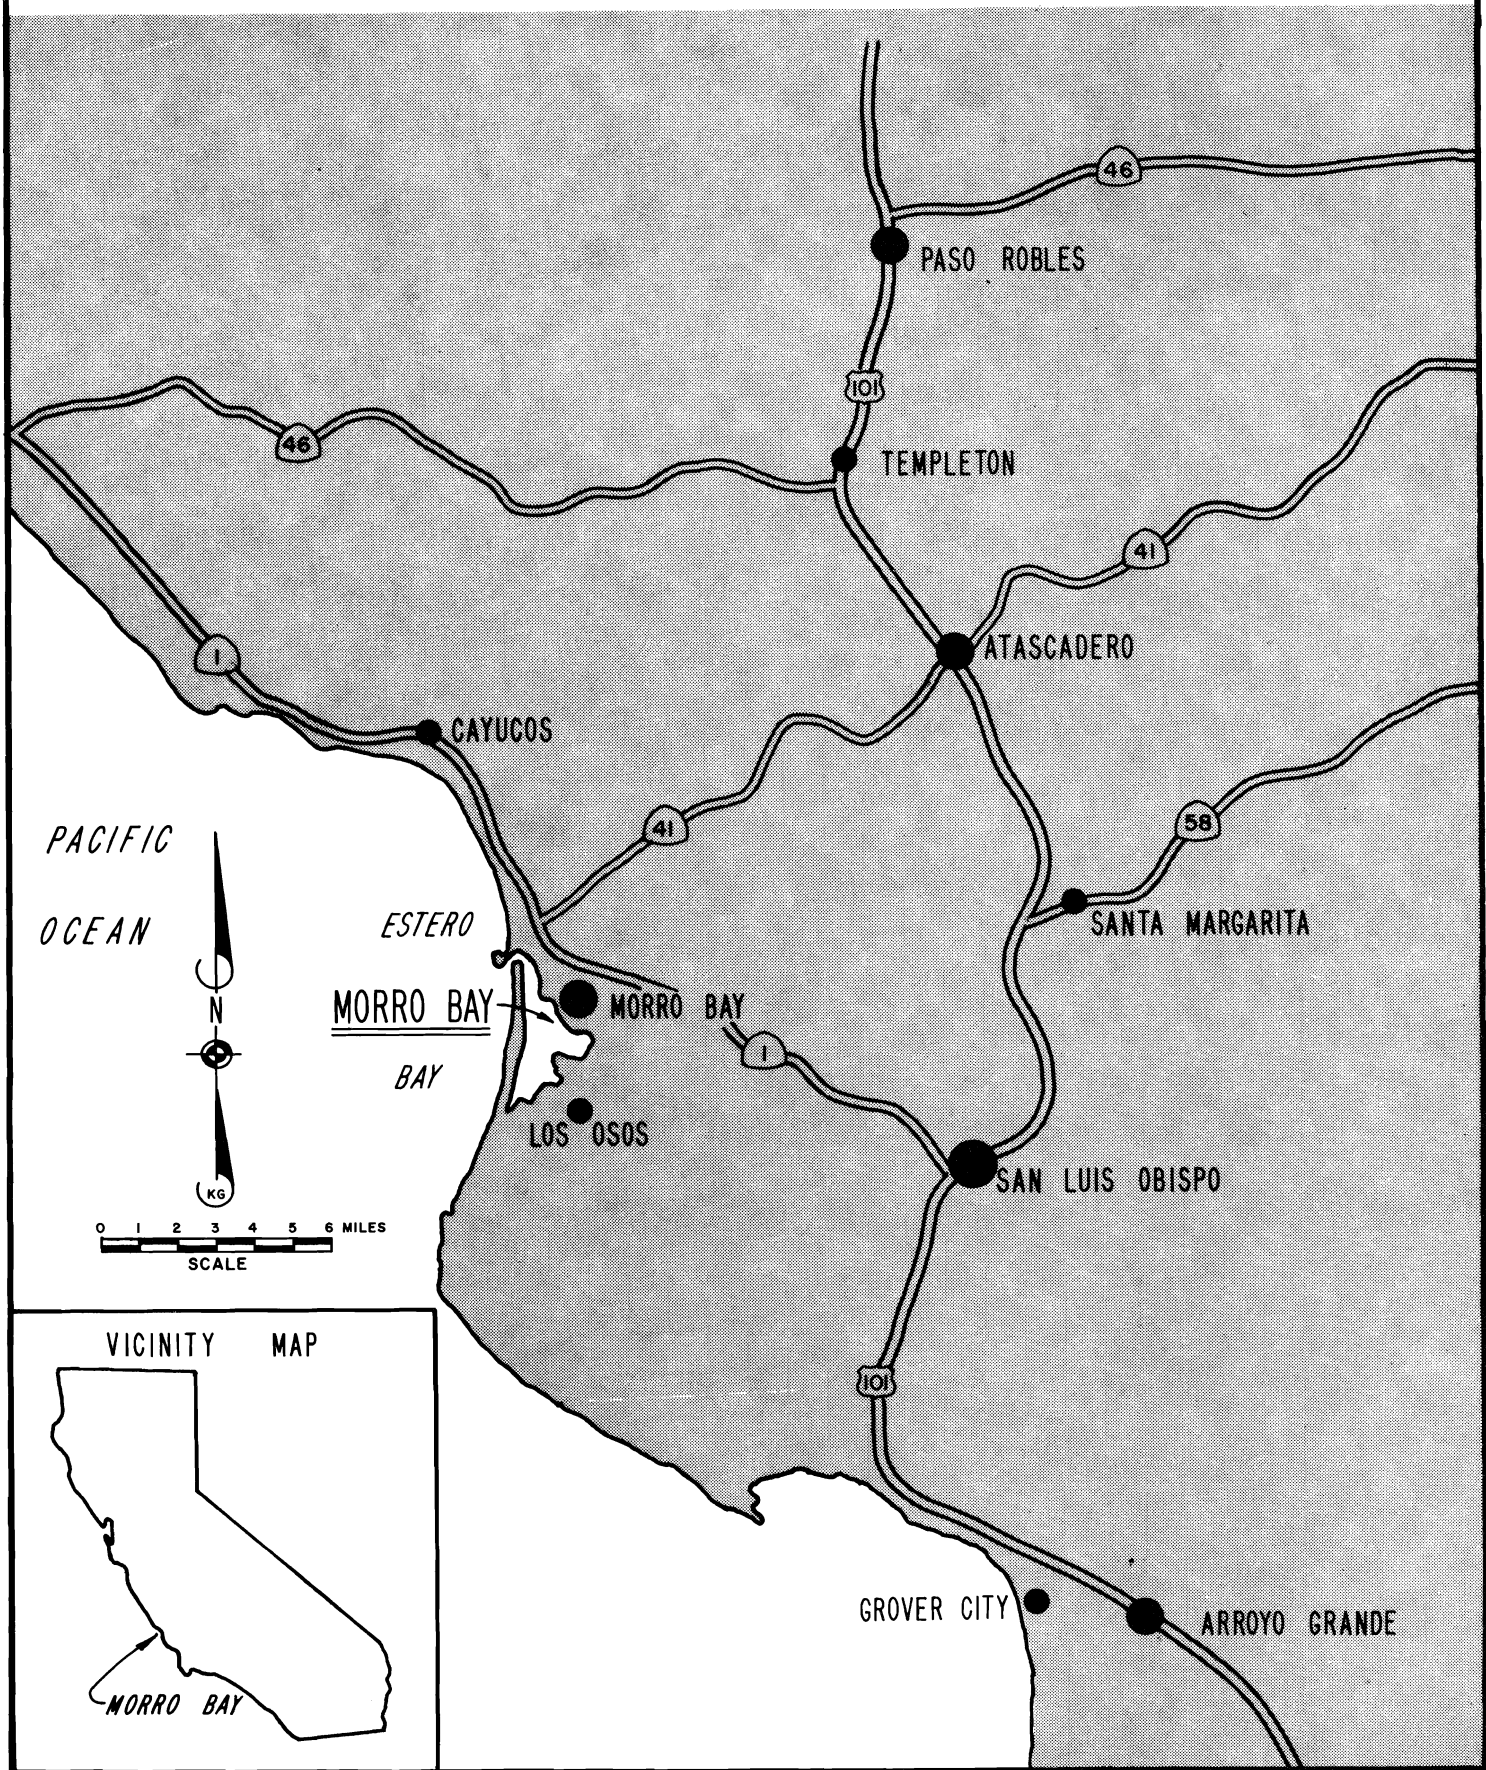 46
PASO ROBLES
101
46
TEMPLETON
41
ATASCADERO
1
CAYUCOS
41
58
PACIFIC
OCEAN
ESTERO
SANTA MARGARITA
N
MORRO BAY
MORRO BAY
1
BAY
LOS OSOS
SAN LUIS OBISPO
KG
0 1 2 3 4 5 6 MILES
SCALE
VICINITY MAP
101
GROVER CITY
ARROYO GRANDE
MORRO BAY